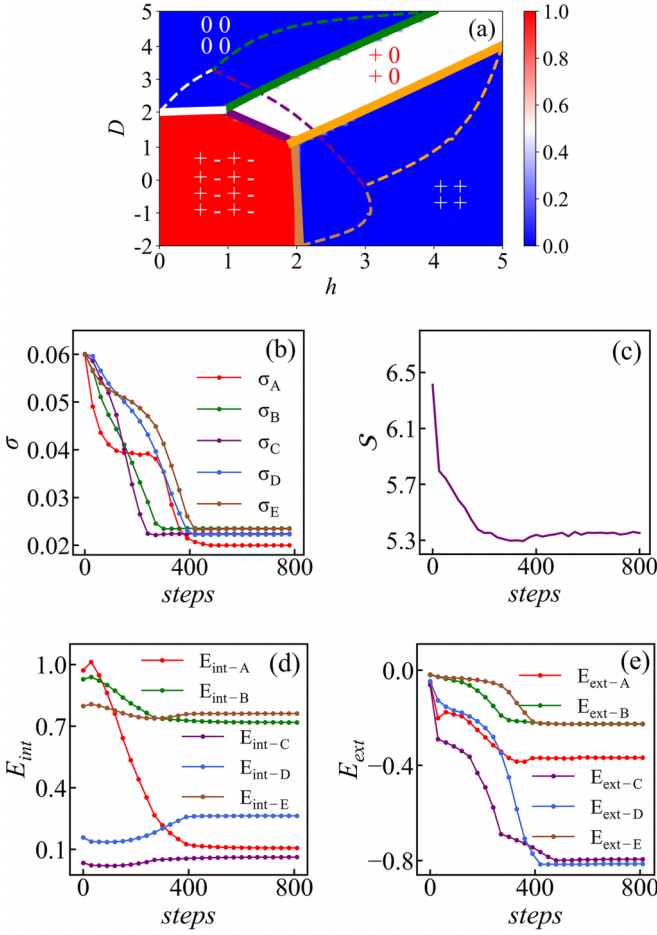 (a)
5
4
3
2
1
0
-1
-2
D
0 0
0 0
+ 0
+ 0
+ - + -
+ - + -
+ - + -
+ - + -
+ +
+ +
0 1 2 3 4 5
h
1.0
0.8
0.6
0.4
0.2
0.0
(b)
0.06
0.05
0.04
0.03
0.02
σ
σA
σB
σC
σD
σE
0 400 800
steps
(c)
6.5
6.1
5.7
5.3
S
0 400 800
steps
(d)
1.0
0.7
0.4
0.1
Eint
Eint−A
Eint−B
Eint−C
Eint−D
Eint−E
0 400 800
steps
(e)
0.0
−0.4
−0.8
Eext
Eext−A
Eext−B
Eext−C
Eext−D
Eext−E
0 400 800
steps